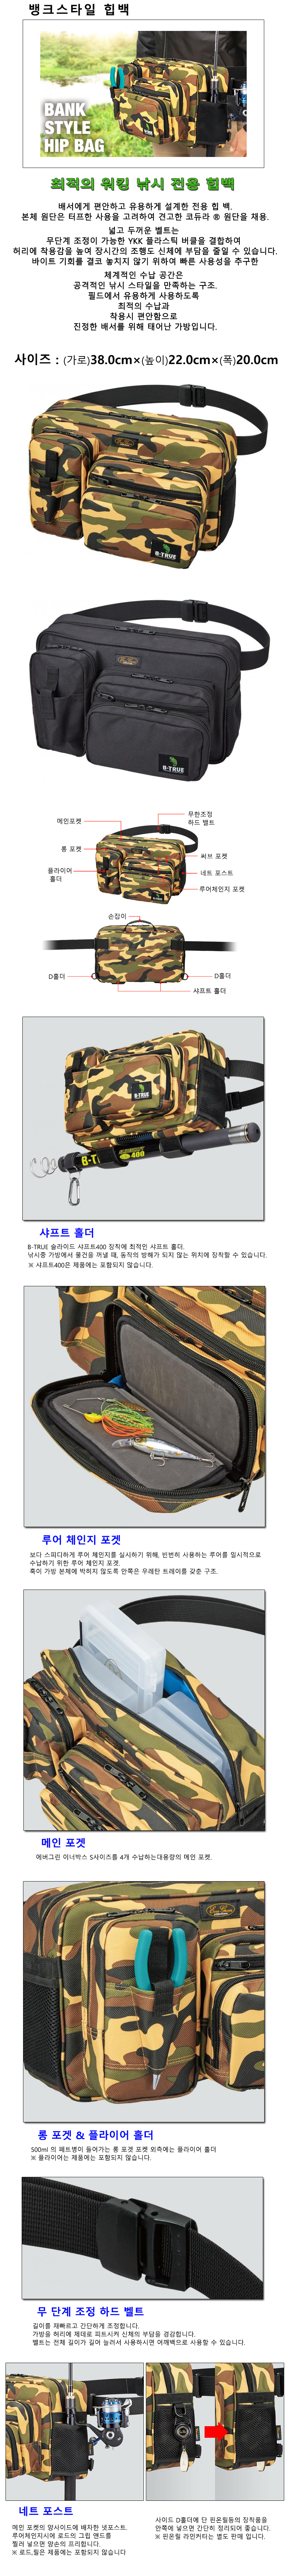 뱅크스타일 힙백
BANK
STYLE
HIP BAG
최적의 워킹 낚시 전용 힙백
배서에게 편안하고 유용하게 설계한 전용 힙 백.
본체 원단은 터프한 사용을 고려하여 견고한 코듀라 ® 원단을 채용.
넓고 두꺼운 벨트는
무단계 조정이 가능한 YKK 플라스틱 버클을 결합하여
허리에 착용감을 높여 장시간의 조행도 신체에 부담을 줄일 수 있습니다.
바이트 기회를 결코 놓치지 않기 위하여 빠른 사용성을 추구한
체계적인 수납 공간은
공격적인 낚시 스타일을 만족하는 구조.
필드에서 유용하게 사용하도록
최적의 수납과
착용시 편안함으로
진정한 배서를 위해 태어난 가방입니다.
사이즈 : (가로)38.0cm×(높이)22.0cm×(폭)20.0cm
B-TRUE
B-TRUE
메인포켓
무한조정
하드 벨트
롱 포켓
써브 포켓
플라이어
홀더
네트 포스트
루어체인지 포켓
손잡이
D홀더
D홀더
샤프트 홀더
B-TRUE
400
샤프트 홀더
B-TRUE 슬라이드 샤프트400 장착에 최적인 샤프트 홀더.
낚시중 가방에서 물건을 꺼낼 때, 동작의 방해가 되지 않는 위치에 장착할 수 있습니다.
※ 샤프트400은 제품에는 포함되지 않습니다.
루어 체인지 포켓
보다 스피디하게 루어 체인지를 실시하기 위해, 빈번히 사용하는 루어를 일시적으로
수납하기 위한 루어 체인지 포켓.
훅이 가방 본체에 박히지 않도록 안쪽은 우레탄 트레이를 갖춘 구조.
메인 포켓
에버그린 이너박스 S사이즈를 4개 수납하는대용량의 메인 포켓.
롱 포켓 & 플라이어 홀더
500ml 의 페트병이 들어가는 롱 포켓 포켓 외측에는 플라이어 홀더
※ 플라이어는 제품에는 포함되지 않습니다.
무 단계 조정 하드 벨트
길이를 재빠르고 간단하게 조정합니다.
가방을 허리에 제데로 피트시켜 신체의 부담을 경감합니다.
벨트는 전체 길이가 길어 늘려서 사용하시면 어깨백으로 사용할 수 있습니다.
네트 포스트
메인 포켓의 양사이드에 배치한 넷포스트.
루어체인지시에 로드의 그립 앤드를
찔러 넣으면 양손의 프리합니다.
※ 로드,릴은 제품에는 포함되지 않습니다
사이드 D홀더에 단 핀온릴등의 장착품을
안쪽에 넣으면 간단히 정리되어 좋습니다.
※ 핀온릴 라인커터는 별도 판매 입니다.